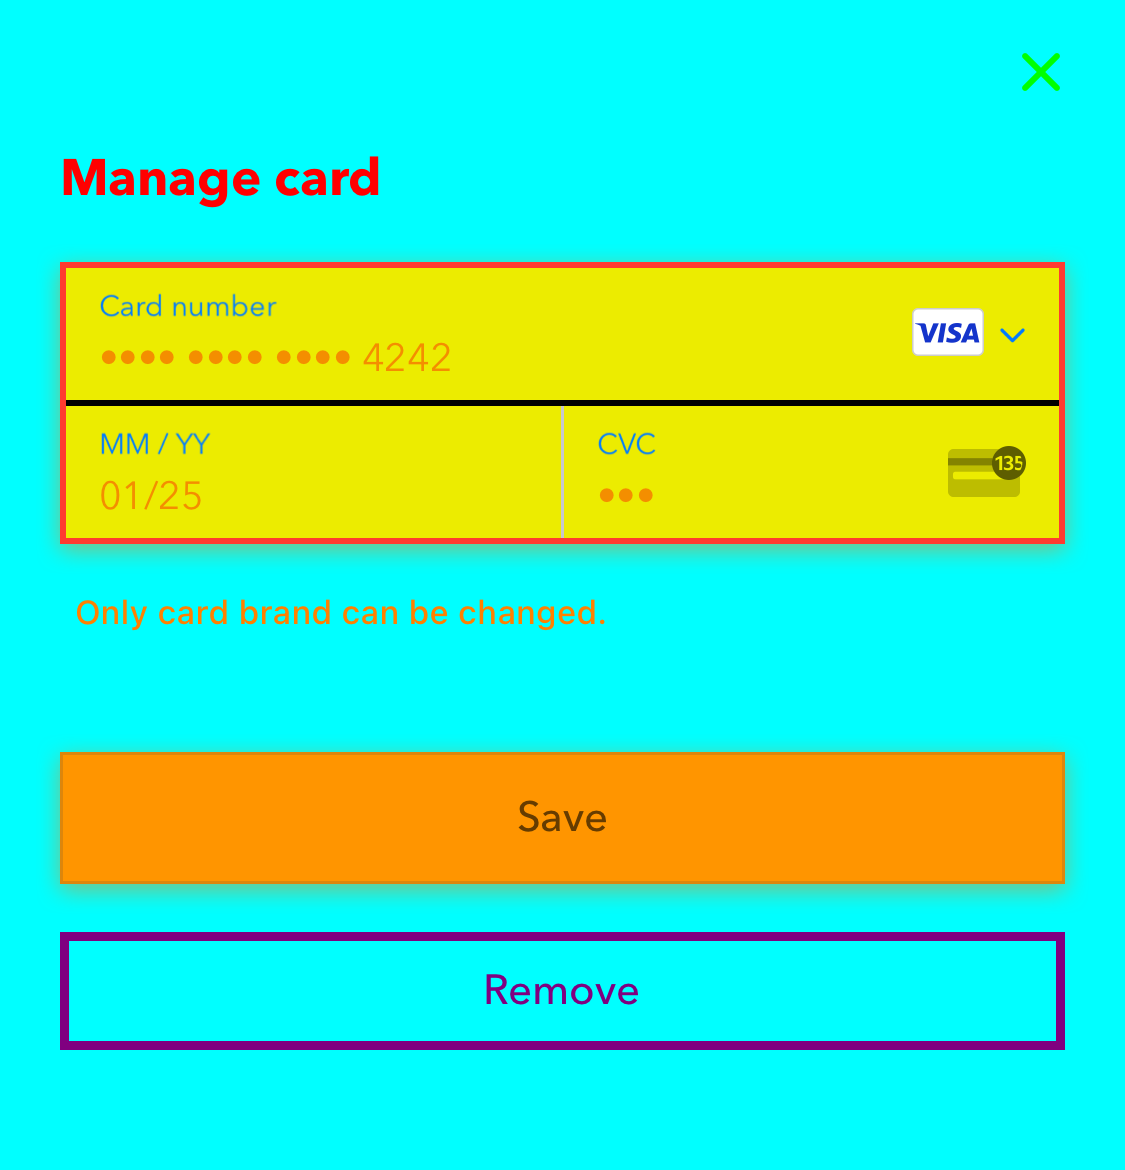 Manage card
Card number
•••• •••• •••• 4242
VISA
MM / YY
01/25
CVC
•••
135
Only card brand can be changed.
Save
Remove